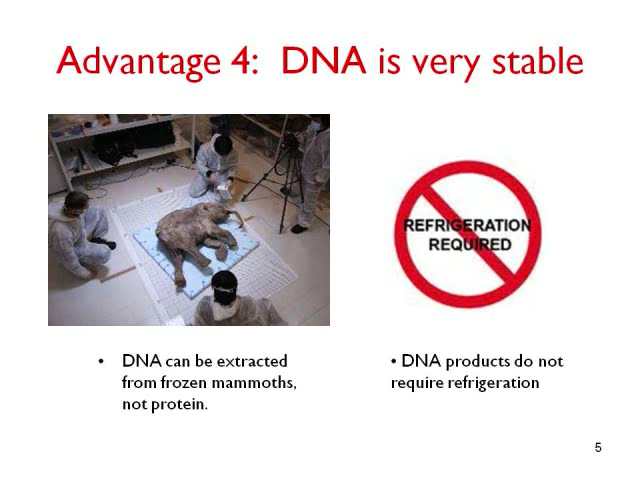 Advantage 4: DNA is very stable
REFRIGERATION
REQUIRED
• DNA can be extracted
from frozen mammoths,
not protein.
• DNA products do not
require refrigeration
5